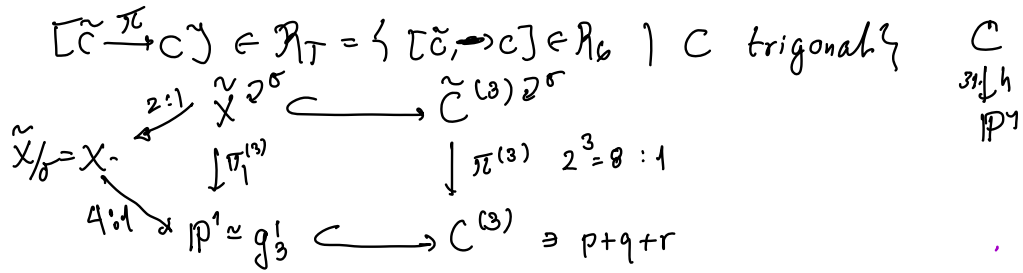 [C̃ →π C] ∈ R_T = { [C̃, → C] ∈ R_6 | C trigonal }
C
3:1 ↓ h
P^1
2:1 X̃ ↻σ ↪ C̃^(3) ↻σ
X̃/σ = X.
↓ π_1^(3) ↓ π^(3) 2^3 = 8 : 1
4:1
P^1 ≃ g^1_3 ↪ C^(3) ∋ p+q+r